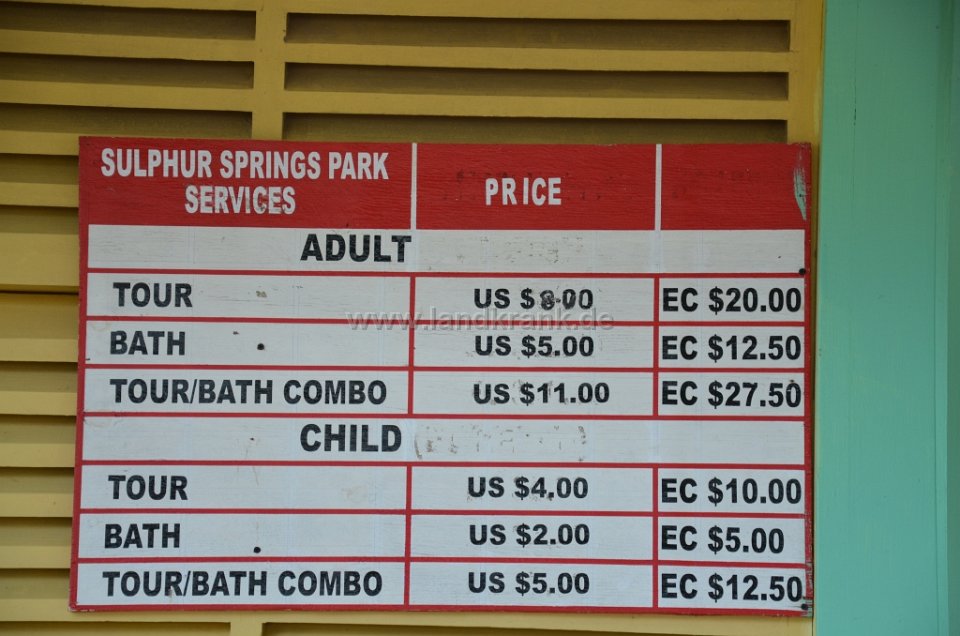 SULPHUR SPRINGS PARK
SERVICES
PRICE
ADULT
TOUR US $8.00 EC $20.00
BATH US $5.00 EC $12.50
TOUR/BATH COMBO US $11.00 EC $27.50
CHILD
TOUR US $4.00 EC $10.00
BATH US $2.00 EC $5.00
TOUR/BATH COMBO US $5.00 EC $12.50
www.landkrank.de